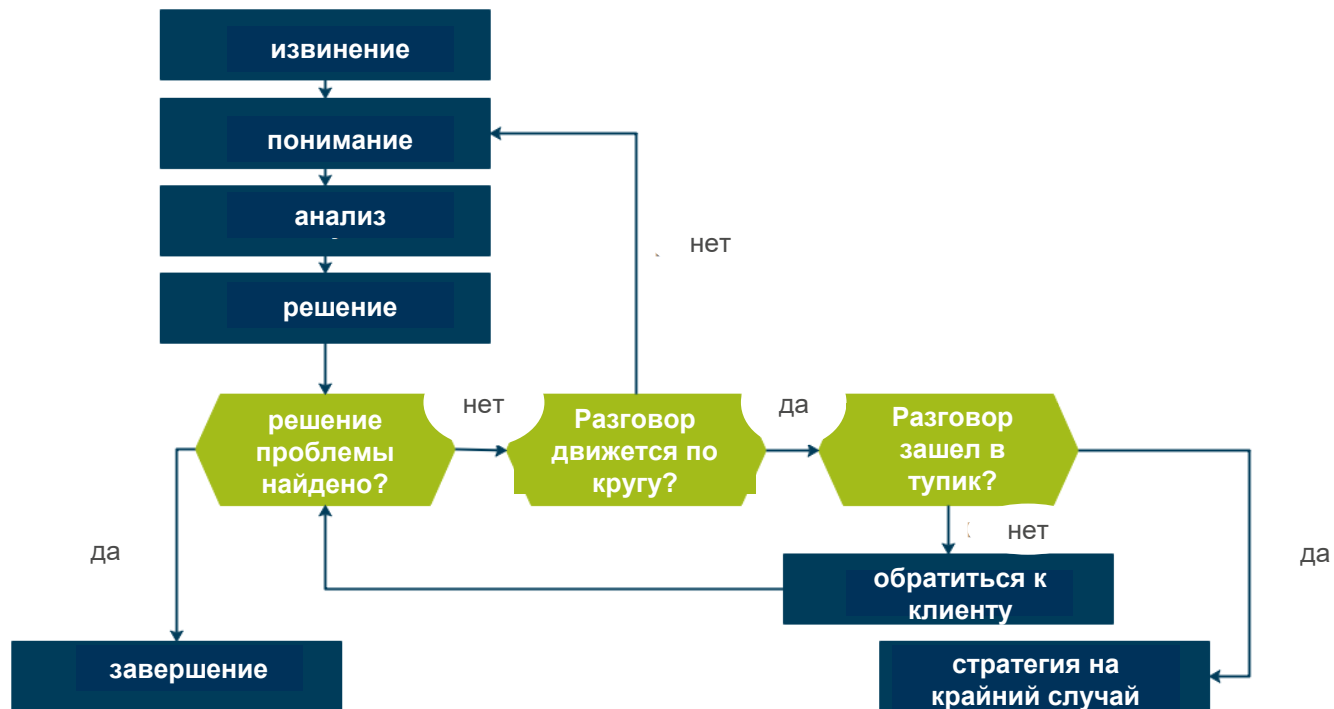 извинение
понимание
анализ
нет
решение
решение
проблемы
найдено?
нет
Разговор
движется по
кругу?
да
Разговор
зашел в
тупик?
да
нет
да
обратиться к
клиенту
завершение
стратегия на
крайний случай